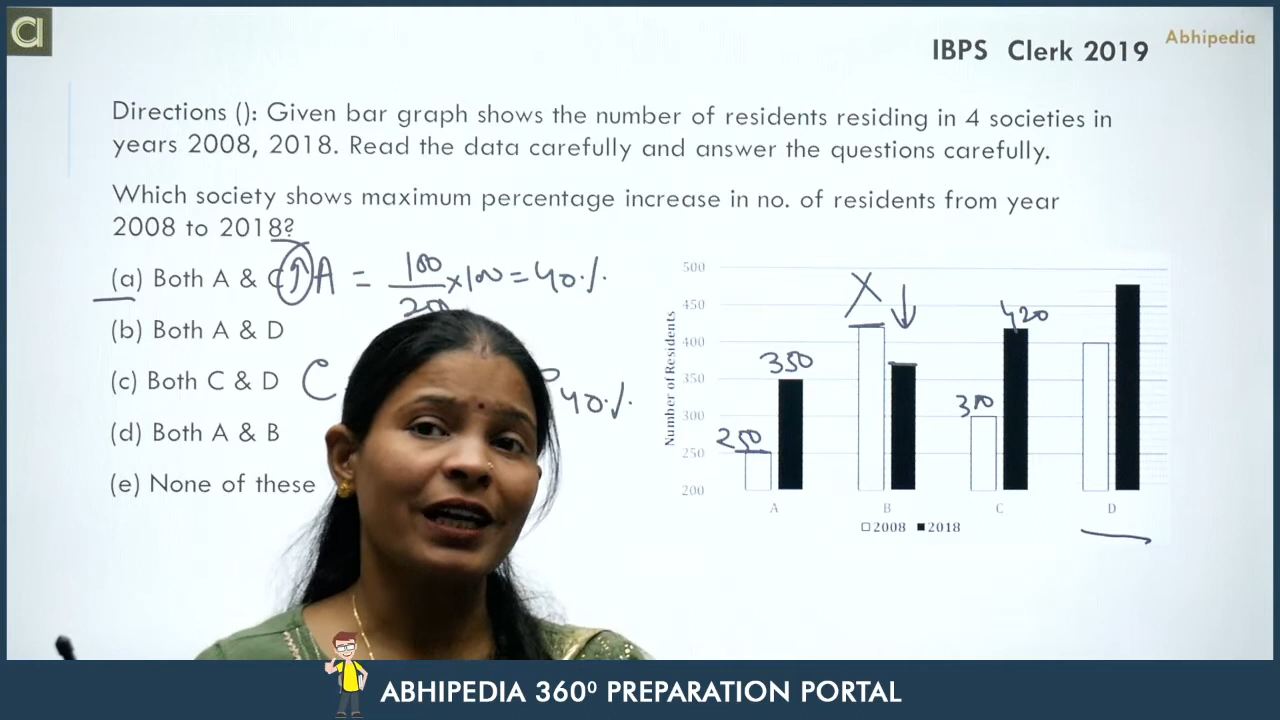 IBPS Clerk 2019
Abhipedia
Directions (): Given bar graph shows the number of residents residing in 4 societies in
years 2008, 2018. Read the data carefully and answer the questions carefully.
Which society shows maximum percentage increase in no. of residents from year
2008 to 2018?
(a) Both A &
A = 100 ×100 = 40%
(b) Both A & D
(c) Both C & D
C
40%
(d) Both A & B
(e) None of these
Number of Residents
500
450
400
350
300
250
200
250
350
X ↓
420
A
B
C
D
2008
2018
ABHIPEDIA 360⁰ PREPARATION PORTAL